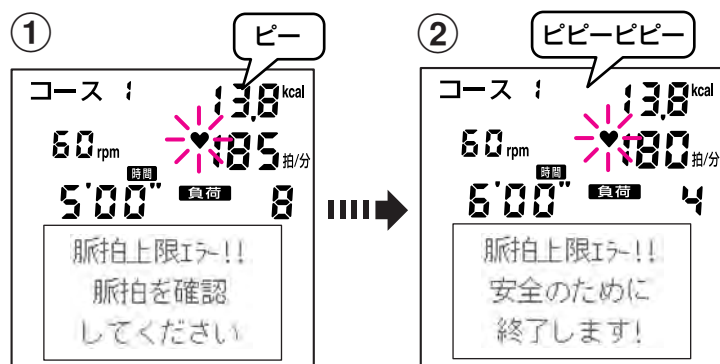 ①
ピー
コース 1
13.8 kcal
60 rpm
185 拍/分
時間
5'00"
負荷
8
脈拍上限エラー!!
脈拍を確認
してください
②
ピピーピピー
コース 1
13.8 kcal
60 rpm
180 拍/分
時間
6'00"
負荷
4
脈拍上限エラー!!
安全のために
終了します!